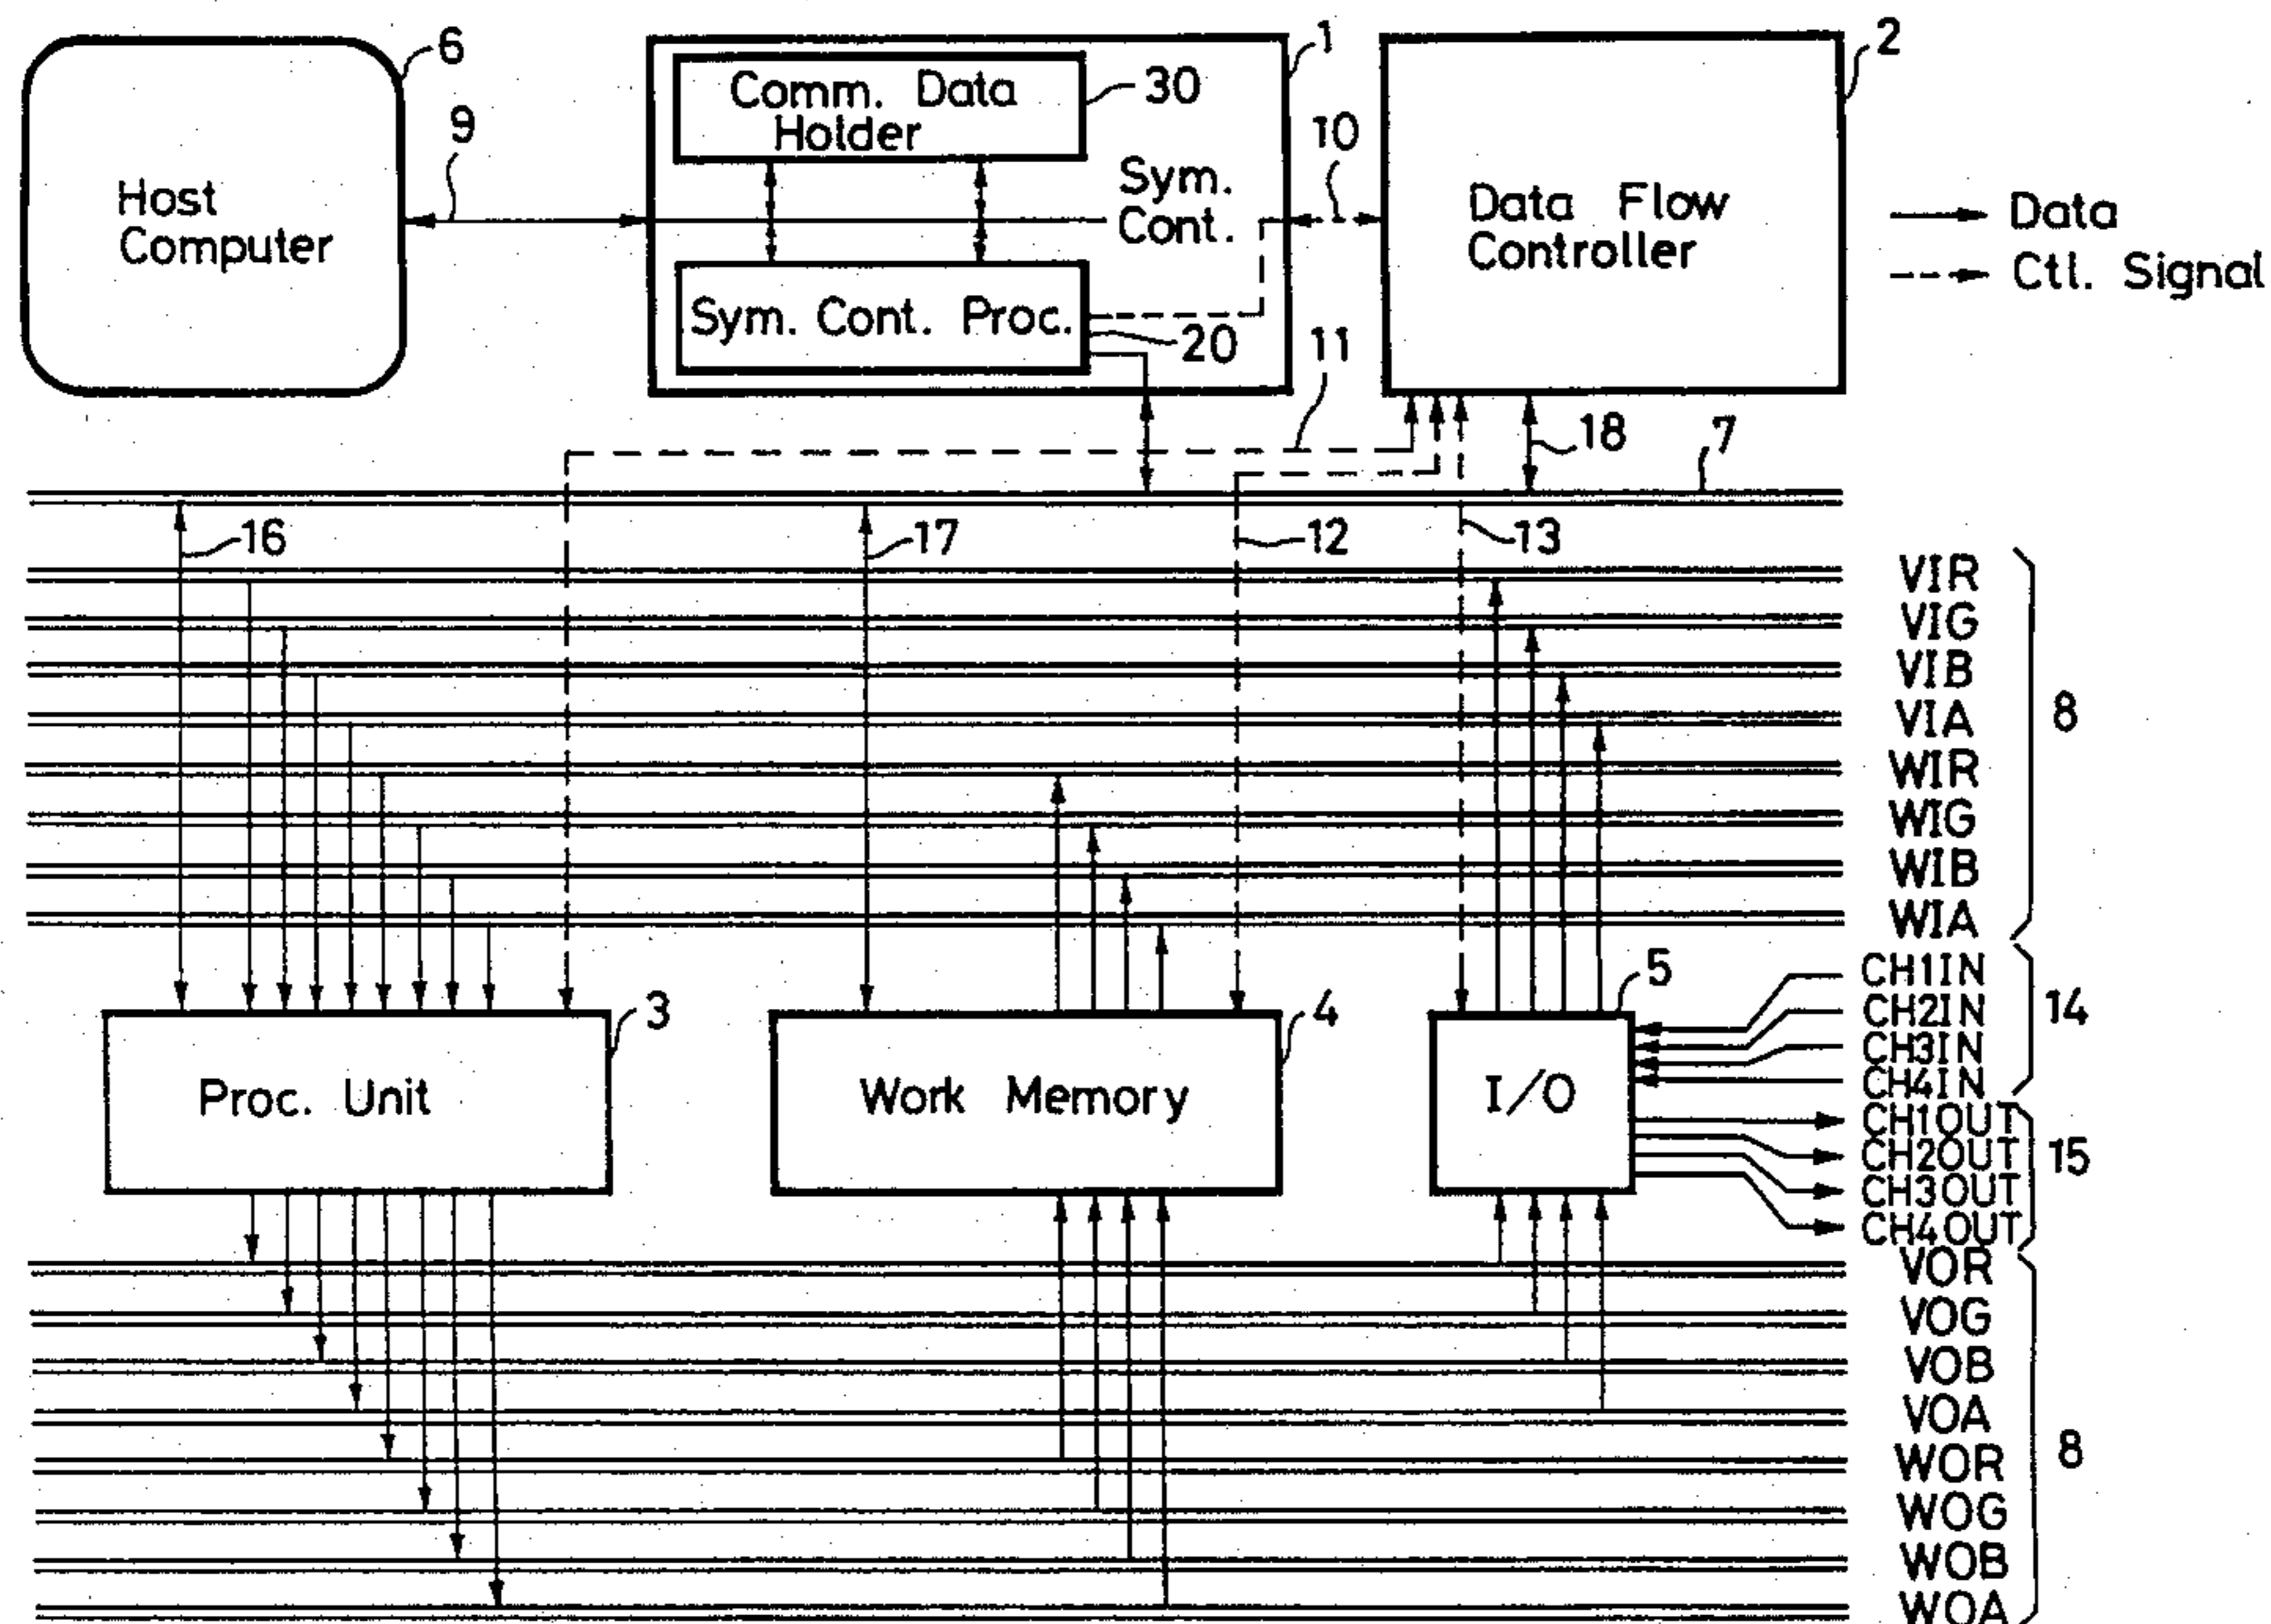 6
1
2
Comm. Data
Holder
30
9
10
Sym.
Cont.
Host
Computer
Data Flow
Controller
Data
Ctl. Signal
Sym. Cont. Proc.
20
11
18
7
16
17
12
13
VIR
VIG
VIB
VIA
WIR
WIG
WIB
WIA
8
CH1IN
CH2IN
CH3IN
CH4IN
14
3
4
5
Proc. Unit
Work Memory
I/O
CH1OUT
CH2OUT
CH3OUT
CH4OUT
15
VOR
VOG
VOB
VOA
WOR
WOG
WOB
WOA
8